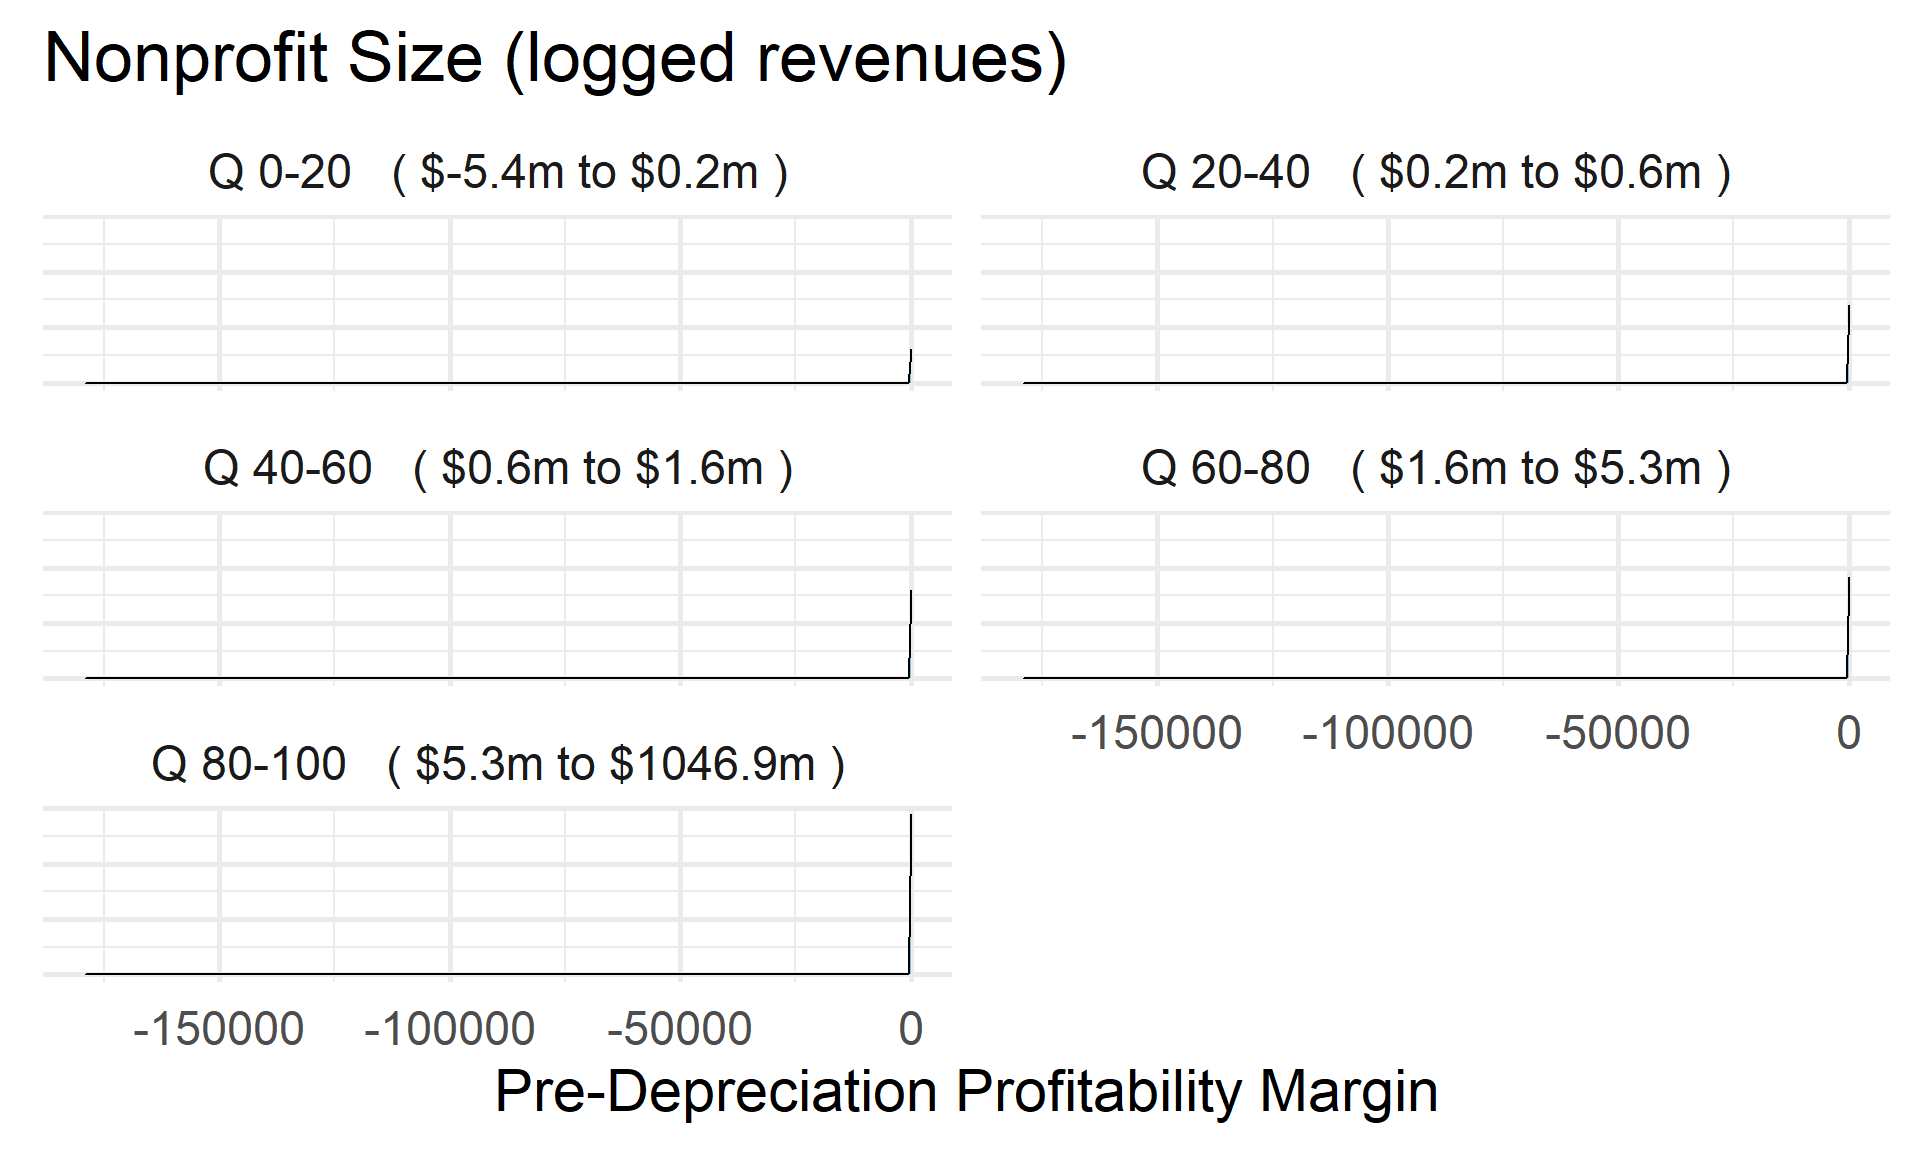 Nonprofit Size (logged revenues)
Q 0-20 ( $-5.4m to $0.2m )
Q 20-40 ( $0.2m to $0.6m )
Q 40-60 ( $0.6m to $1.6m )
Q 60-80 ( $1.6m to $5.3m )
-150000 -100000 -50000 0
Q 80-100 ( $5.3m to $1046.9m )
-150000 -100000 -50000 0
Pre-Depreciation Profitability Margin